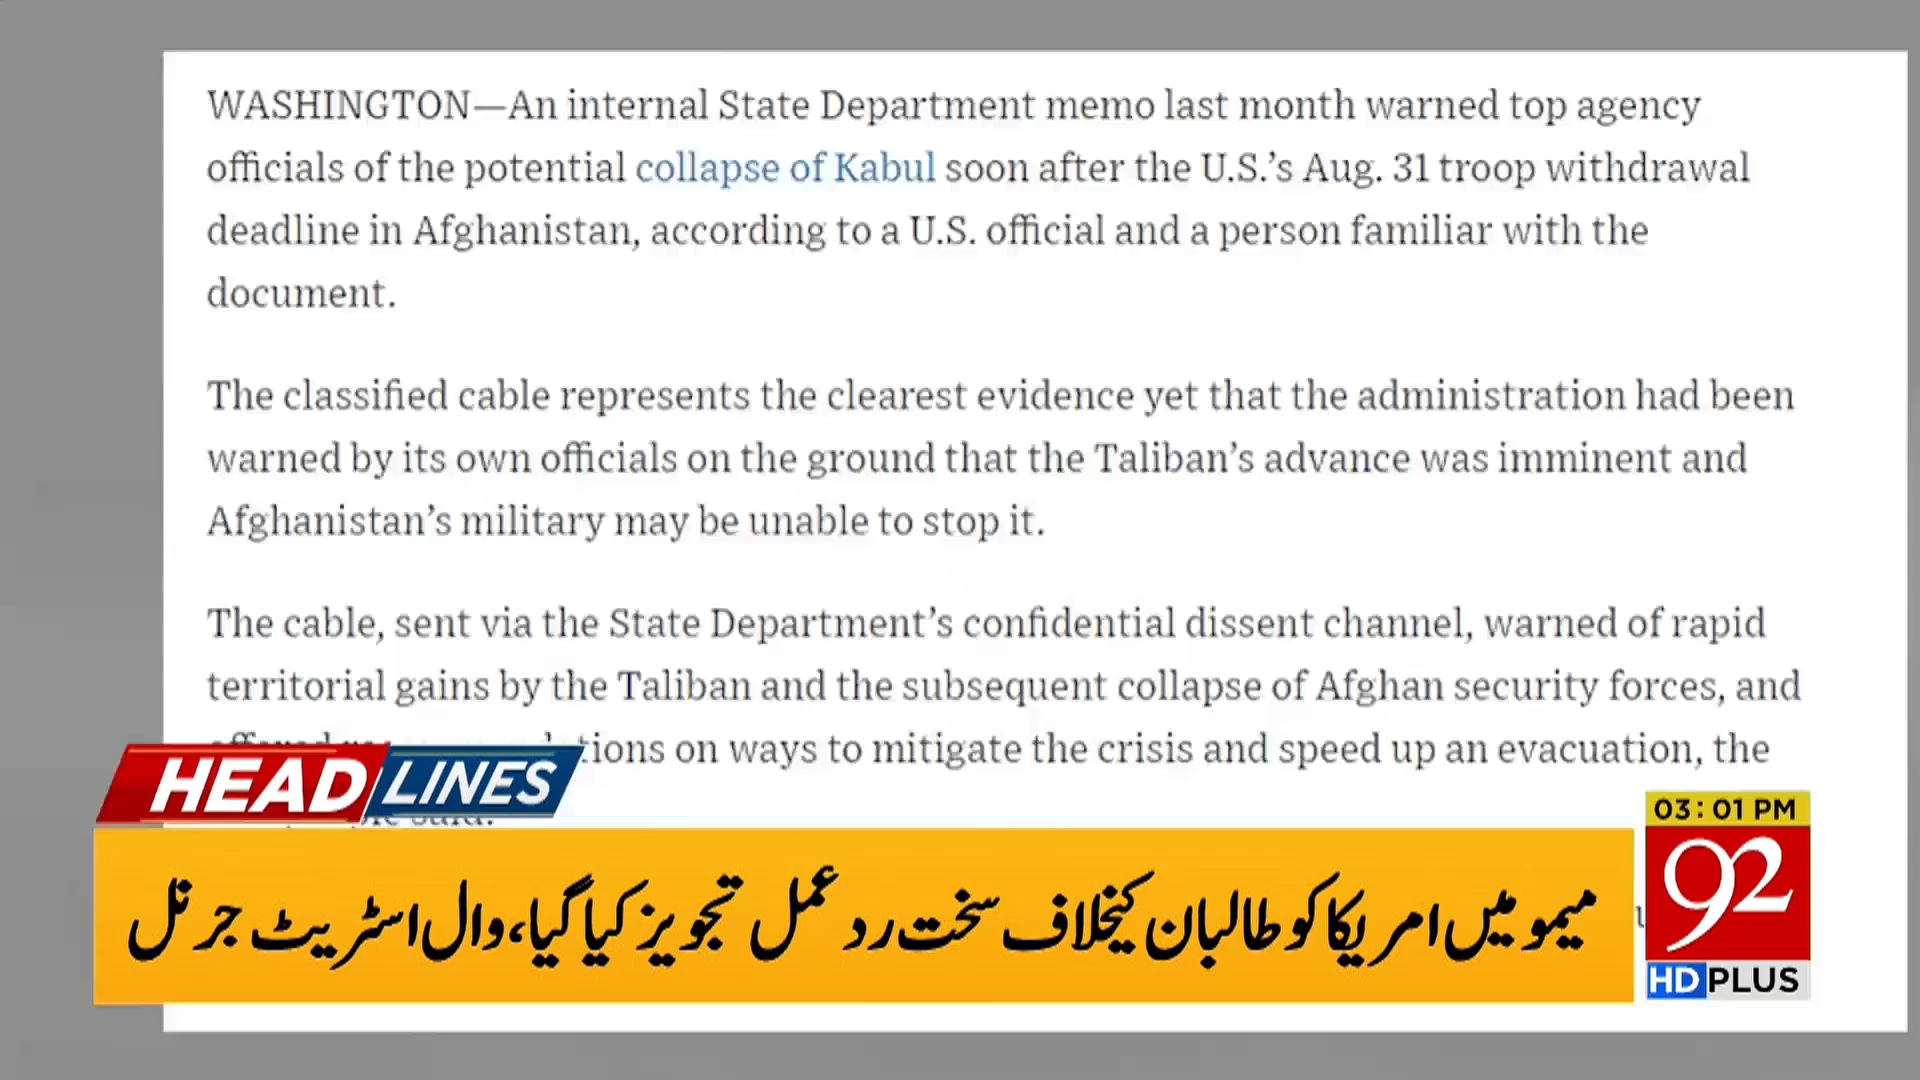 WASHINGTON—An internal State Department memo last month warned top agency
officials of the potential collapse of Kabul soon after the U.S.’s Aug. 31 troop withdrawal
deadline in Afghanistan, according to a U.S. official and a person familiar with the
document.
The classified cable represents the clearest evidence yet that the administration had been
warned by its own officials on the ground that the Taliban’s advance was imminent and
Afghanistan’s military may be unable to stop it.
The cable, sent via the State Department’s confidential dissent channel, warned of rapid
territorial gains by the Taliban and the subsequent collapse of Afghan security forces, and
on ways to mitigate the crisis and speed up an evacuation, the
said.
HEADLINES
میمو میں امریکا کو طالبان کیخلاف سخت رد عمل تجویز کیا گیا، وال اسٹریٹ جرنل
03:01 PM
92
HD PLUS